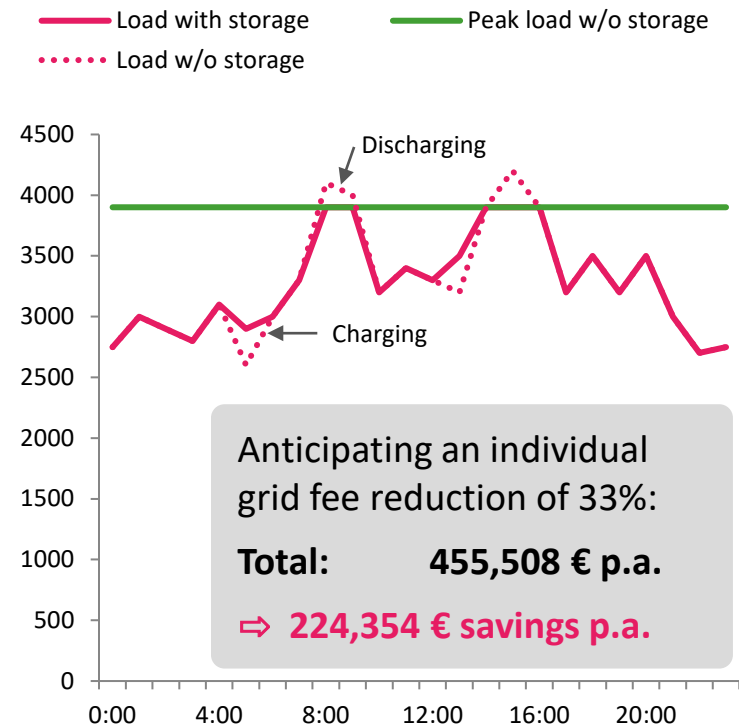 Load with storage
Peak load w/o storage
Load w/o storage
4500
4000
3500
3000
2500
2000
1500
1000
500
0
Discharging
Charging
Anticipating an individual
grid fee reduction of 33%:
Total: 455,508 € p.a.
⇨ 224,354 € savings p.a.
0:00 4:00 8:00 12:00 16:00 20:00